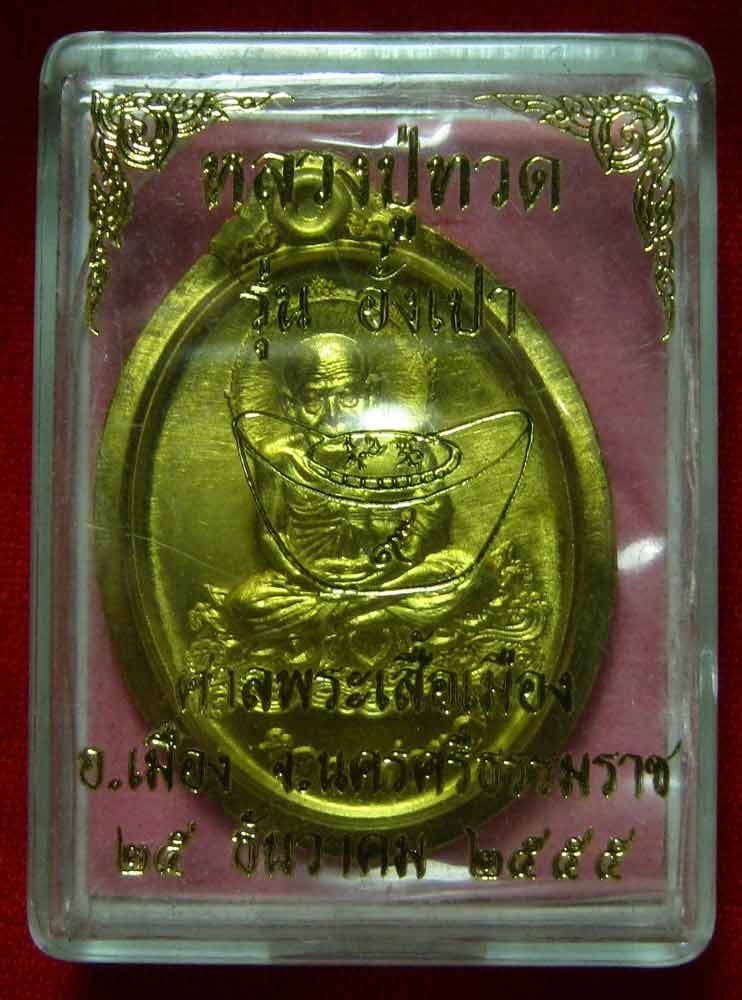 หลวงปู่ทวด
รุ่น อั่งเปา
๙
ศาลพระเสื้อเมือง
อ.เมือง จ.นครศรีธรรมราช
๒๕ ธันวาคม ๒๕๕๕